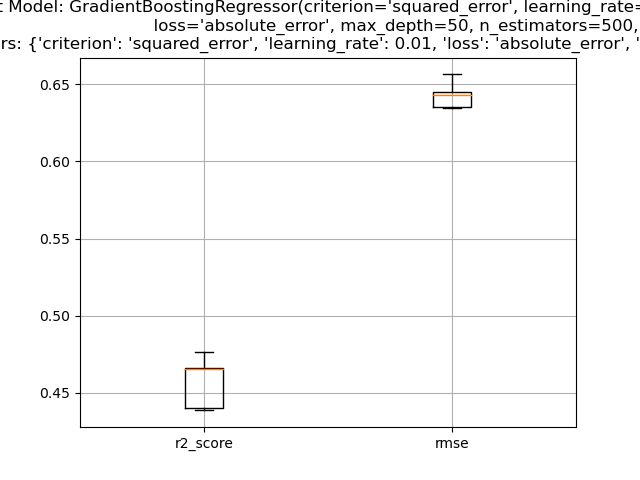 t Model: GradientBoostingRegressor(criterion='squared_error', learning_rate=
loss='absolute_error', max_depth=50, n_estimators=500,
rs: {'criterion': 'squared_error', 'learning_rate': 0.01, 'loss': 'absolute_error', '
0.65
0.60
0.55
0.50
0.45
r2_score rmse